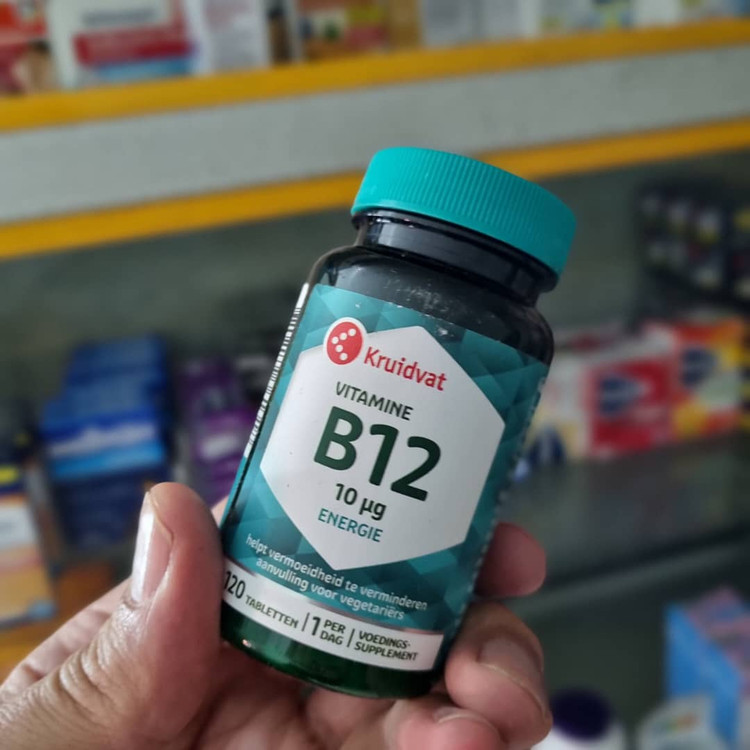 Kruidvat
VITAMINE
B12
10 µg
ENERGIE
helpt vermoeidheid te verminderen
aanvulling voor vegetariërs
120 TABLETTEN | 1 PER DAG | VOEDINGS-SUPPLEMENT